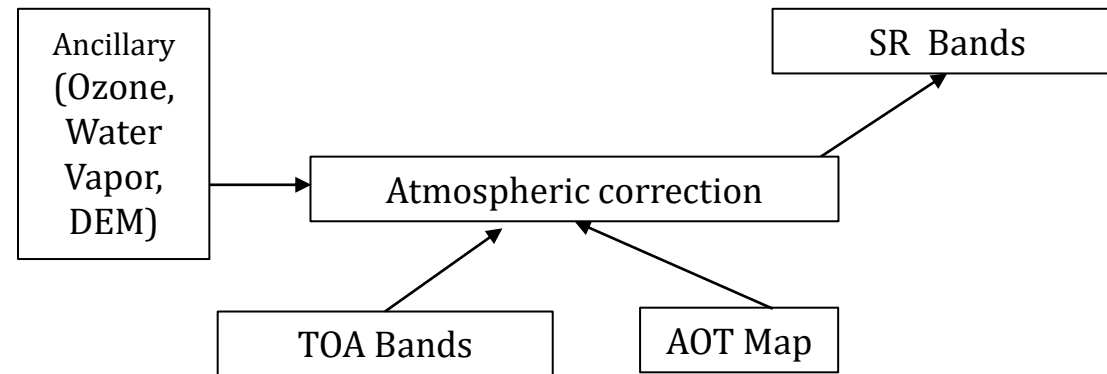 Ancillary
(Ozone,
Water
Vapor,
DEM)
SR Bands
Atmospheric correction
TOA Bands
AOT Map